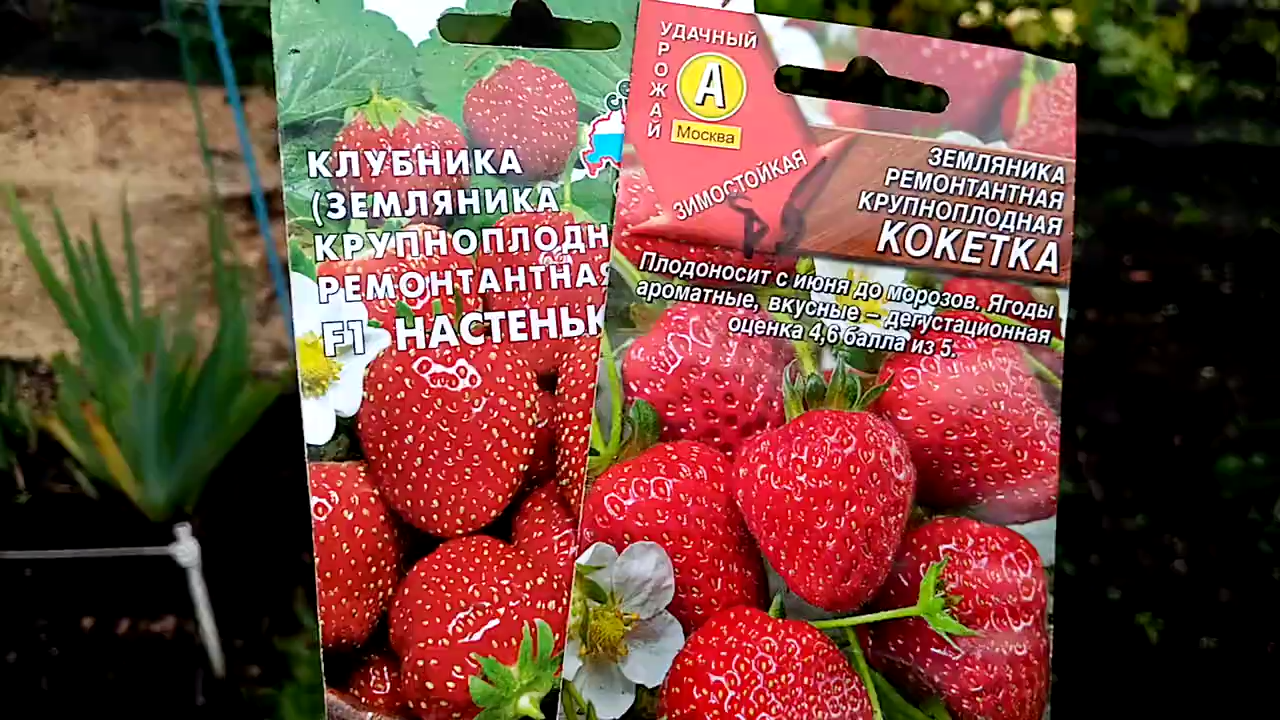 КЛУБНИКА
(ЗЕМЛЯНИКА
КРУПНОПЛОДН
РЕМОНТАНТНАЯ
F1 НАСТЕНЬК
УДАЧНЫЙ
УРОЖАЙ
А
Москва
ЗИМОСТОЙКАЯ
ЗЕМЛЯНИКА
РЕМОНТАНТНАЯ
КРУПНОПЛОДНАЯ
КОКЕТКА
Плодоносит с июня до морозов. Ягоды
ароматные, вкусные – дегустационная
оценка 4,6 балла из 5.